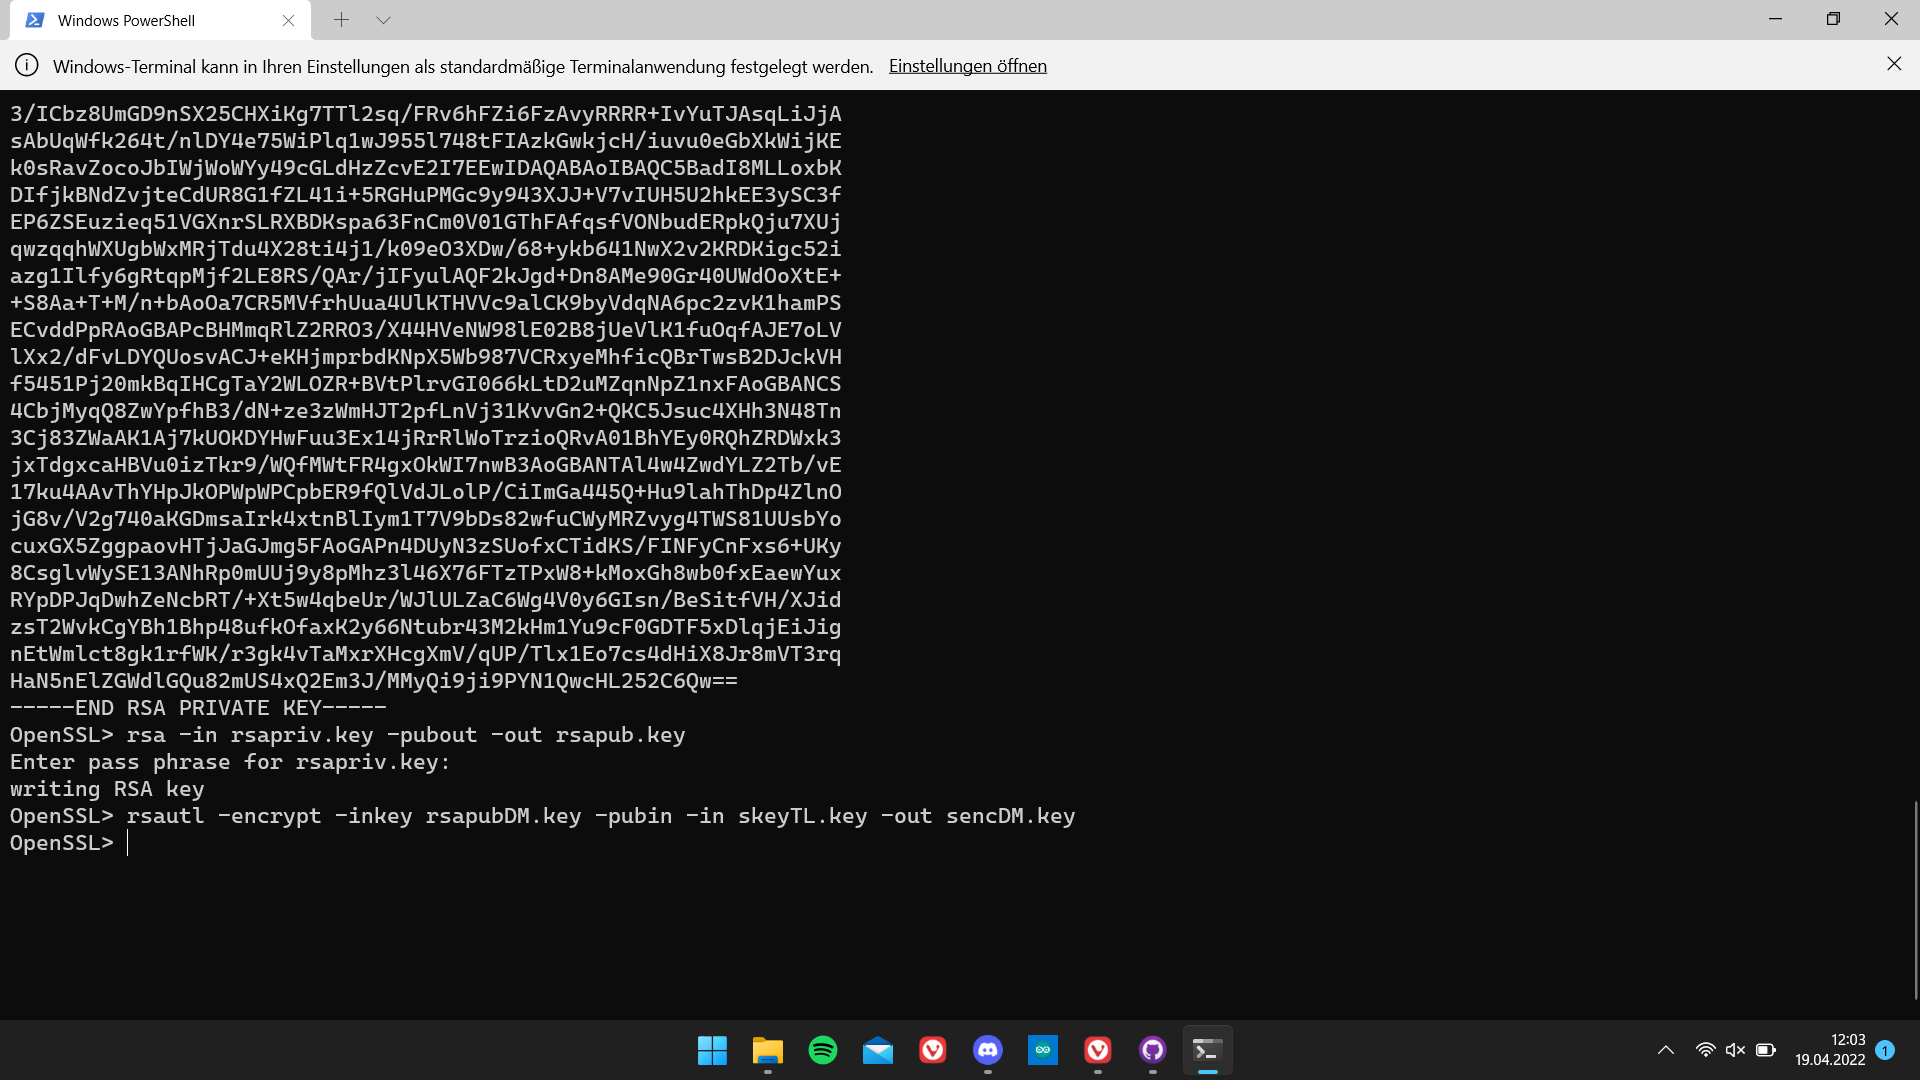 Windows PowerShell
Windows-Terminal kann in Ihren Einstellungen als standardmäßige Terminalanwendung festgelegt werden. Einstellungen öffnen
3/ICbz8UmGD9nSX25CHXiKg7TTl2sq/FRv6hFZi6FzAvyRRRR+IvYuTJAsqLiJjA
sAbUqWfk264t/nlDY4e75WiPlq1wJ955l748tFIAzkGwkjcH/iuvu0eGbXkWijKE
k0sRavZocoJbIWjWoWYy49cGLdHzZcvE2I7EEwIDAQABAoIBAQC5BadI8MLLoxbK
DIfjkBNdZvjteCdUR8G1fZL41i+5RGHuPMGc9y943XJJ+V7vIUH5U2hkEE3ySC3f
EP6ZSEuzieq51VGXnrSLRXBDKspa63FnCm0V01GThFAfqsfVONbudERpkQju7XUj
qwzqqhWXUgbWxMRjTdu4X28ti4j1/k09eO3XDw/68+ykb641NwX2v2KRDKigc52i
azg1Ilfy6gRtqpMjf2LE8RS/QAr/jIFyulAQF2kJgd+Dn8AMe90Gr40UWdOoXtE+
+S8Aa+T+M/n+bAoOa7CR5MVfrhUua4UlKTHVVc9alCK9byVdqNA6pc2zvK1hamPS
ECvddPpRAoGBAPcBHMmqRlZ2RRO3/X44HVeNW98lE02B8jUeVlK1fuOqfAJE7oLV
lXx2/dFvLDYQUosvACJ+eKHjmprbdKNpX5Wb987VCRxyeMhficQBrTwsB2DJckVH
f5451Pj20mkBqIHCgTaY2WLOZR+BVtPlrvGI066kLtD2uMZqnNpZ1nxFAoGBANCS
4CbjMyqQ8ZwYpfhB3/dN+ze3zWmHJT2pfLnVj31KvvGn2+QKC5Jsuc4XHh3N48Tn
3Cj83ZWaAK1Aj7kUOKDYHwFuu3Ex14jRrRlWoTrzioQRvA01BhYEy0RQhZRDWxk3
jxTdgxcaHBVu0izTkr9/WQfMWtFR4gxOkWI7nwB3AoGBANTAl4w4ZwdYLZ2Tb/vE
17ku4AAvThYHpJkOPWpWPCpbER9fQlVdJLolP/CiImGa445Q+Hu9lahThDp4ZlnO
jG8v/V2g740aKGDmsaIrk4xtnBlIym1T7V9bDs82wfuCWyMRZvyg4TWS81UUsbYo
cuxGX5ZggpaovHTjJaGJmg5FAoGAPn4DUyN3zSUofxCTidKS/FINFyCnFxs6+UKy
8CsglvWySE13ANhRp0mUUj9y8pMhz3l46X76FTzTPxW8+kMoxGh8wb0fxEaewYux
RYpDPJqDwhZeNcbRT/+Xt5w4qbeUr/WJlULZaC6Wg4V0y6GIsn/BeSitfVH/XJid
zsT2WvkCgYBh1Bhp48ufkOfaxK2y66Ntubr43M2kHm1Yu9cF0GDTF5xDlqjEiJig
nEtWmlct8gk1rfWK/r3gk4vTaMxrXHcgXmV/qUP/Tlx1Eo7cs4dHiX8Jr8mVT3rq
HaN5nElZGWdlGQu82mUS4xQ2Em3J/MMyQi9ji9PYN1QwcHL252C6Qw==
-----END RSA PRIVATE KEY-----
OpenSSL> rsa -in rsapriv.key -pubout -out rsapub.key
Enter pass phrase for rsapriv.key:
writing RSA key
OpenSSL> rsautl -encrypt -inkey rsapubDM.key -pubin -in skeyTL.key -out sencDM.key
OpenSSL>
12:03
19.04.2022
1